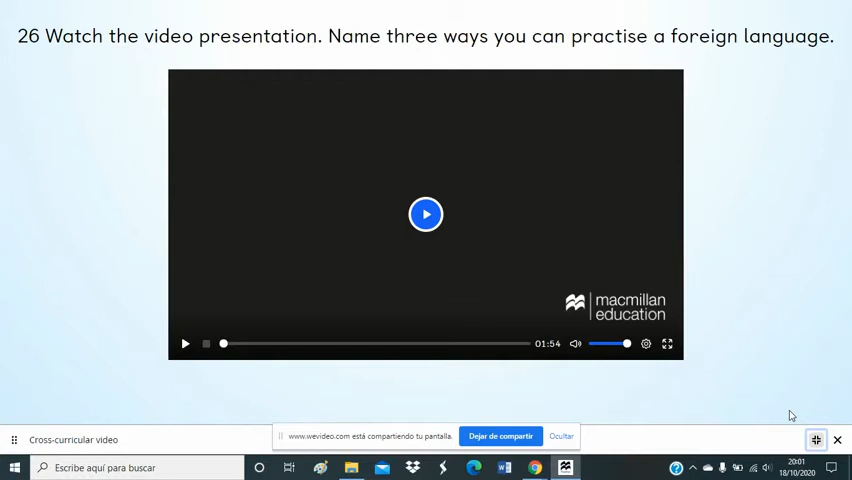 26 Watch the video presentation. Name three ways you can practise a foreign language.
macmillan
education
01:54
Cross-curricular video
www.wevideo.com está compartiendo tu pantalla.
Dejar de compartir
Ocultar
Escribe aquí para buscar
20:01
18/10/2020